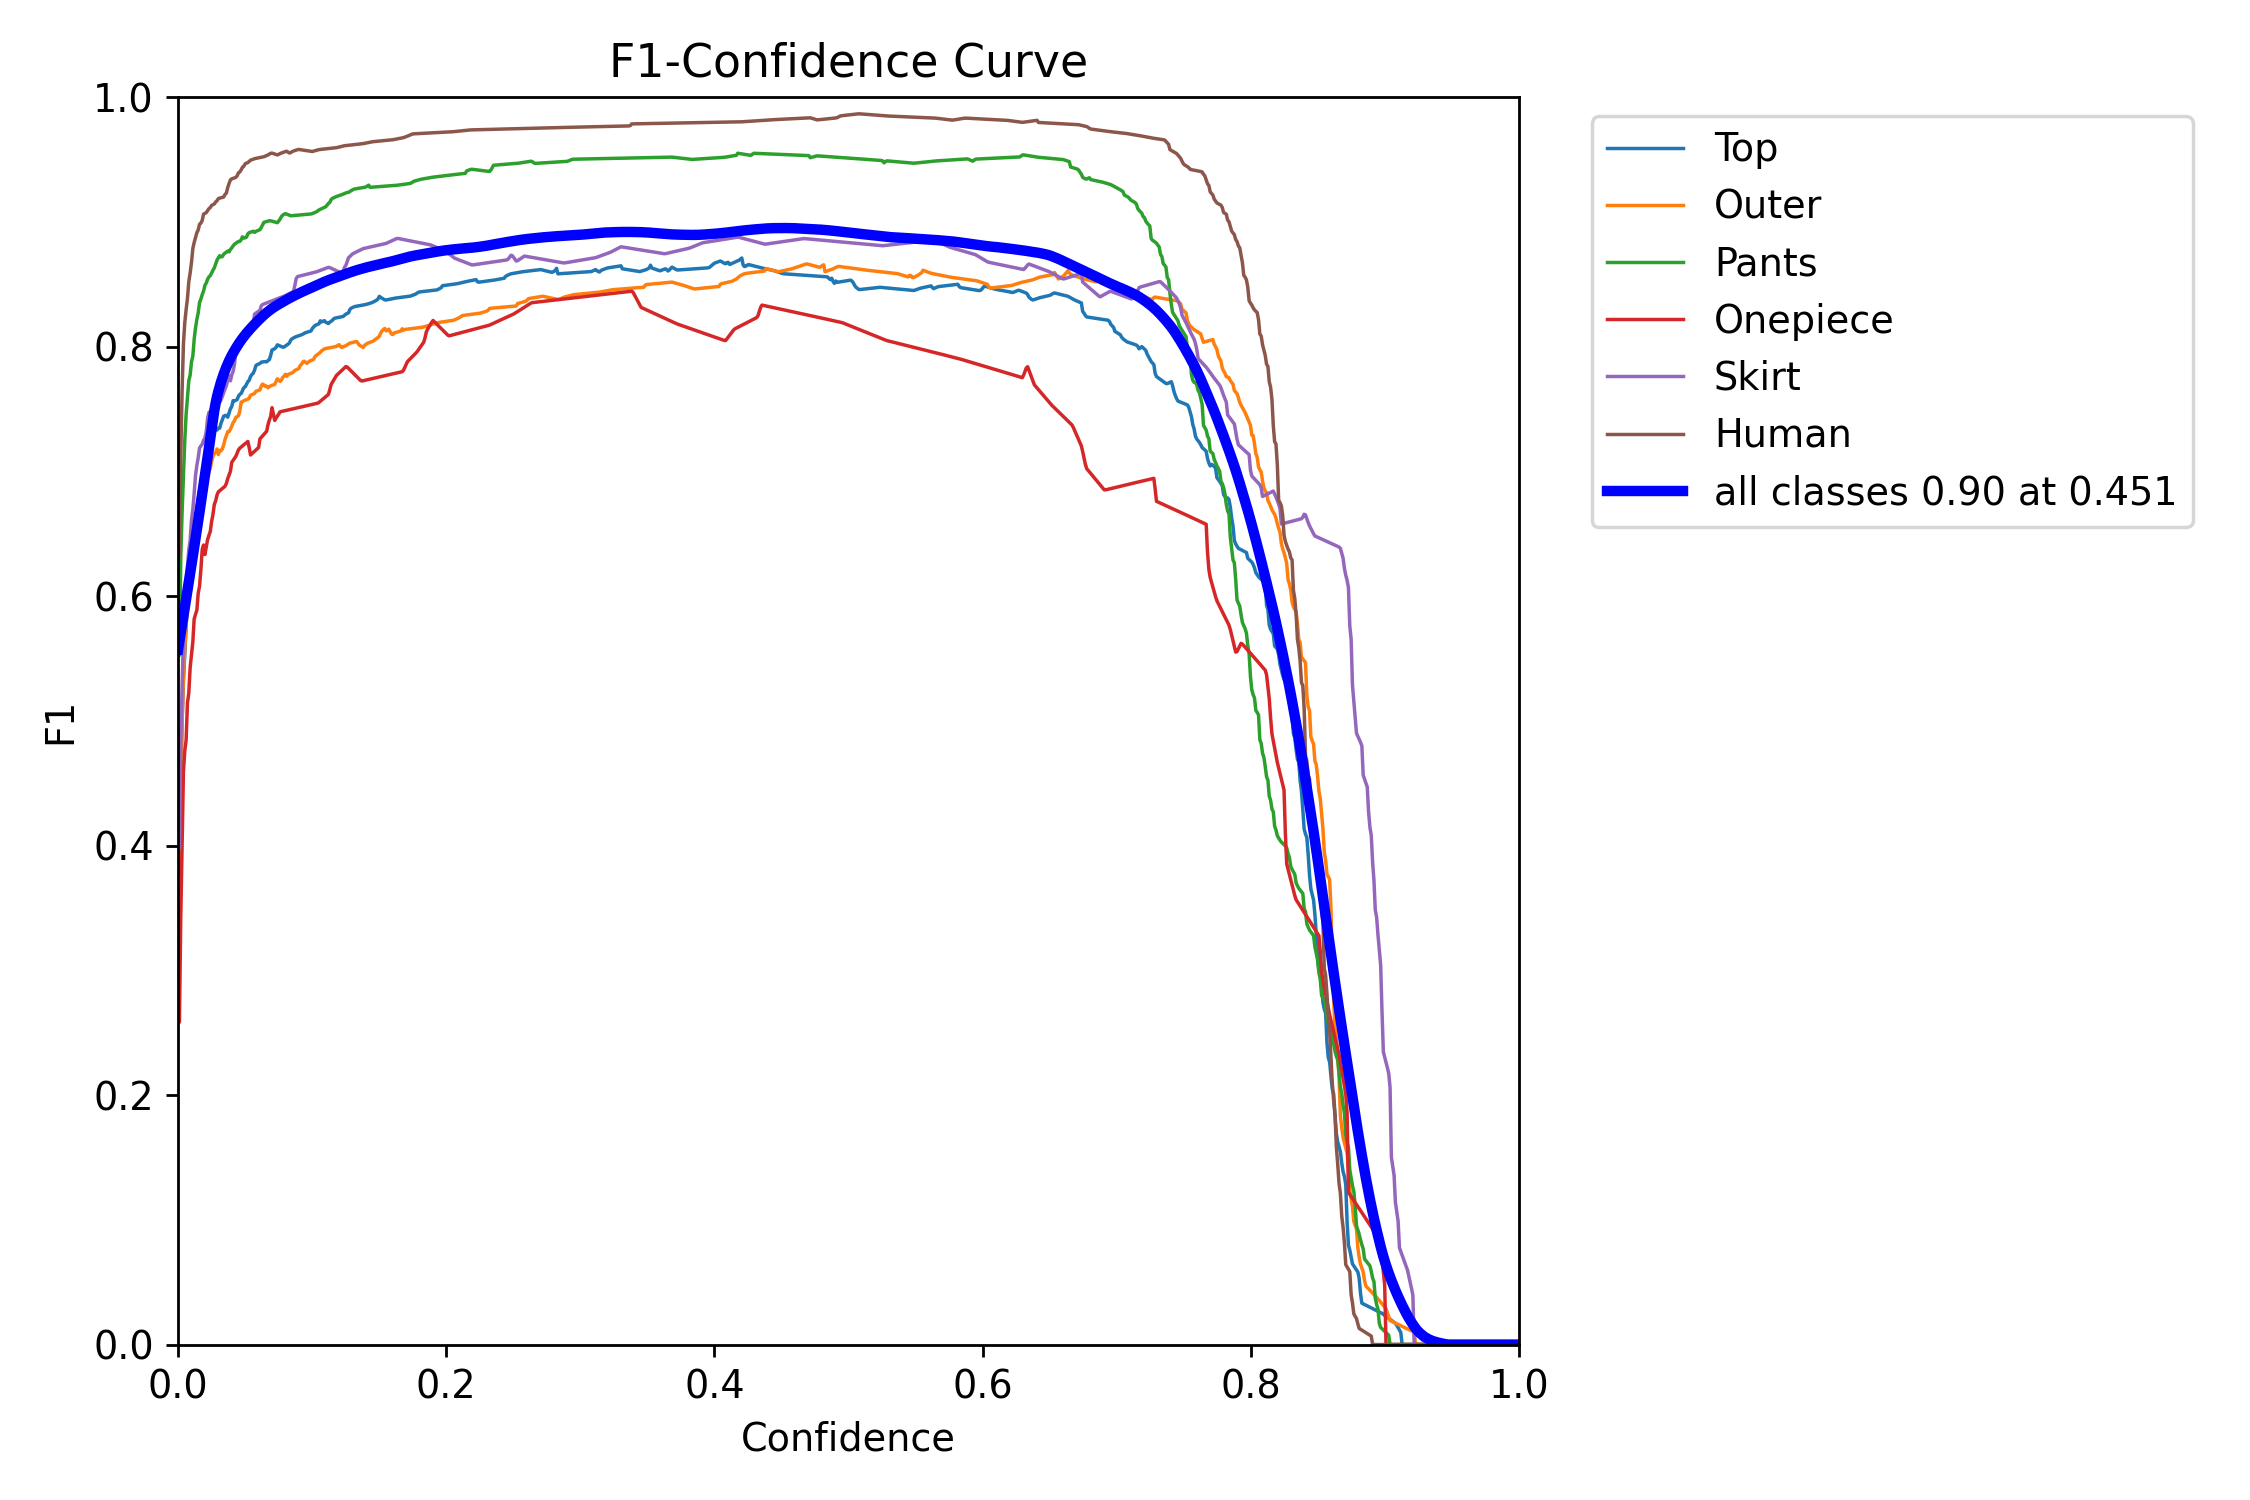 F1-Confidence Curve
1.0
0.8
0.6
0.4
0.2
0.0
F1
0.0 0.2 0.4 0.6 0.8 1.0
Confidence
Top
Outer
Pants
Onepiece
Skirt
Human
all classes 0.90 at 0.451